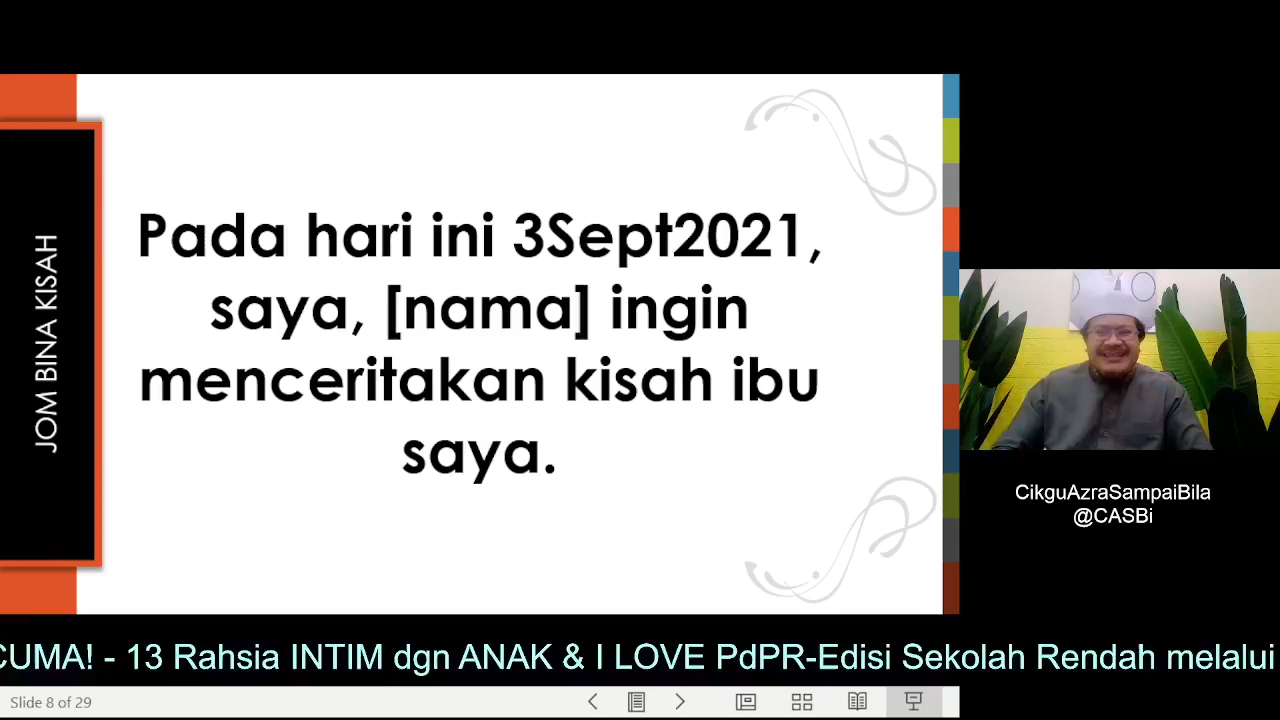 JOM BINA KISAH
Pada hari ini 3Sept2021,
saya, [nama] ingin
menceritakan kisah ibu
saya.
CikguAzraSampaiBila
@CASBi
CUMA! - 13 Rahsia INTIM dgn ANAK & I LOVE PdPR-Edisi Sekolah Rendah melalui
Slide 8 of 29